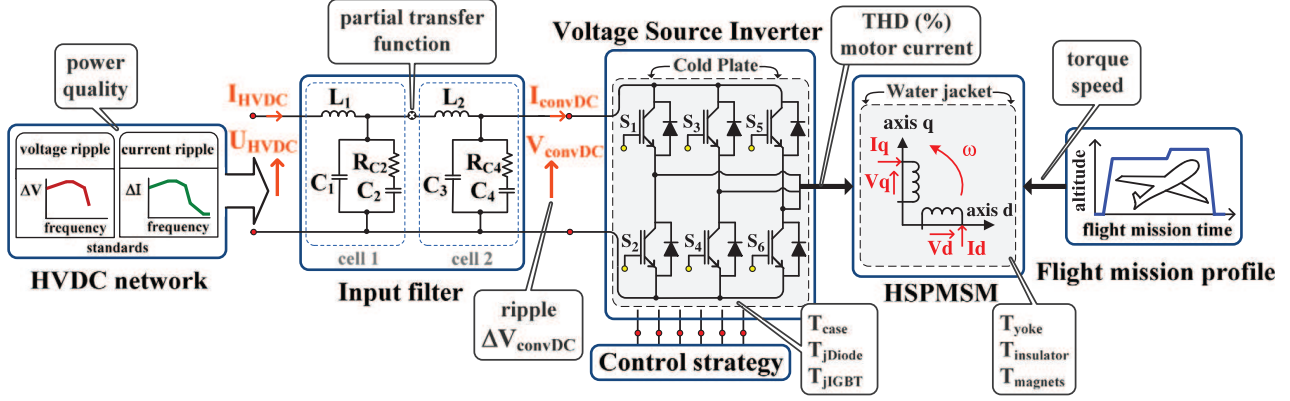 power
quality
voltage ripple
current ripple
ΔV
ΔI
frequency
frequency
standards
HVDC network
I_HVDC
U_HVDC
partial transfer
function
L₁
L₂
C₁
R_C2
C₂
C₃
R_C4
C₄
cell 1
cell 2
Input filter
I_convDC
V_convDC
ripple
ΔV_convDC
Voltage Source Inverter
Cold Plate
S₁
S₃
S₅
S₂
S₄
S₆
Control strategy
T_case
T_jDiode
T_jIGBT
THD (%)
motor current
Water jacket
axis q
Iq
Vq
ω
axis d
Vd
Id
HSPMSM
T_yoke
T_insulator
T_magnets
torque
speed
altitude
flight mission time
Flight mission profile